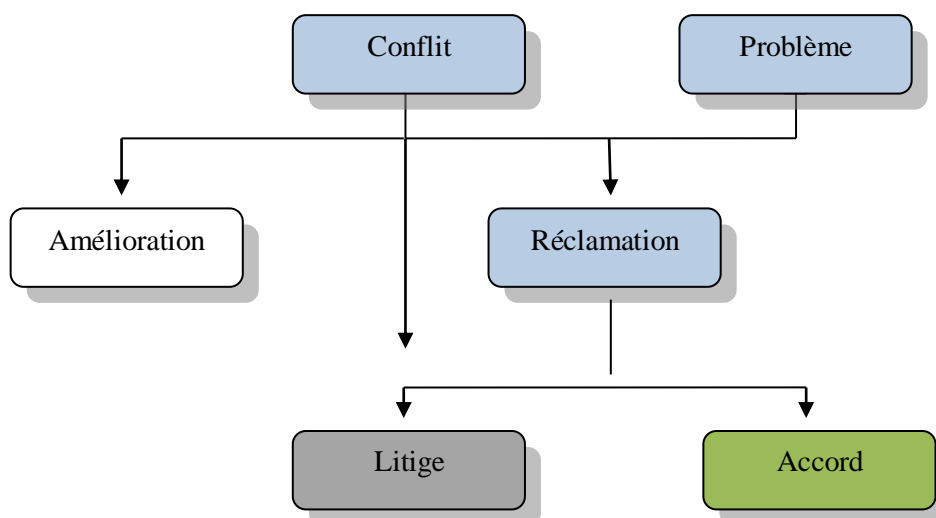 Conflit
Problème
Amélioration
Réclamation
Litige
Accord